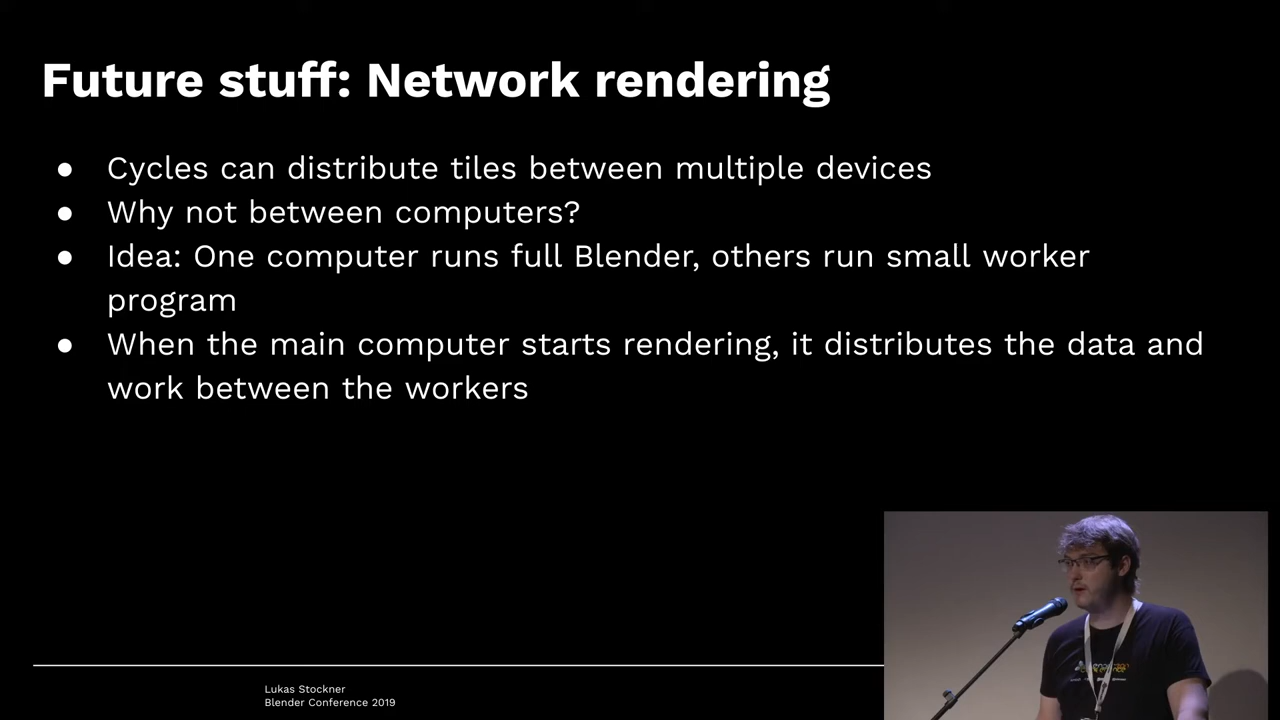 Future stuff: Network rendering
● Cycles can distribute tiles between multiple devices
● Why not between computers?
● Idea: One computer runs full Blender, others run small worker
program
● When the main computer starts rendering, it distributes the data and
work between the workers
Lukas Stockner
Blender Conference 2019